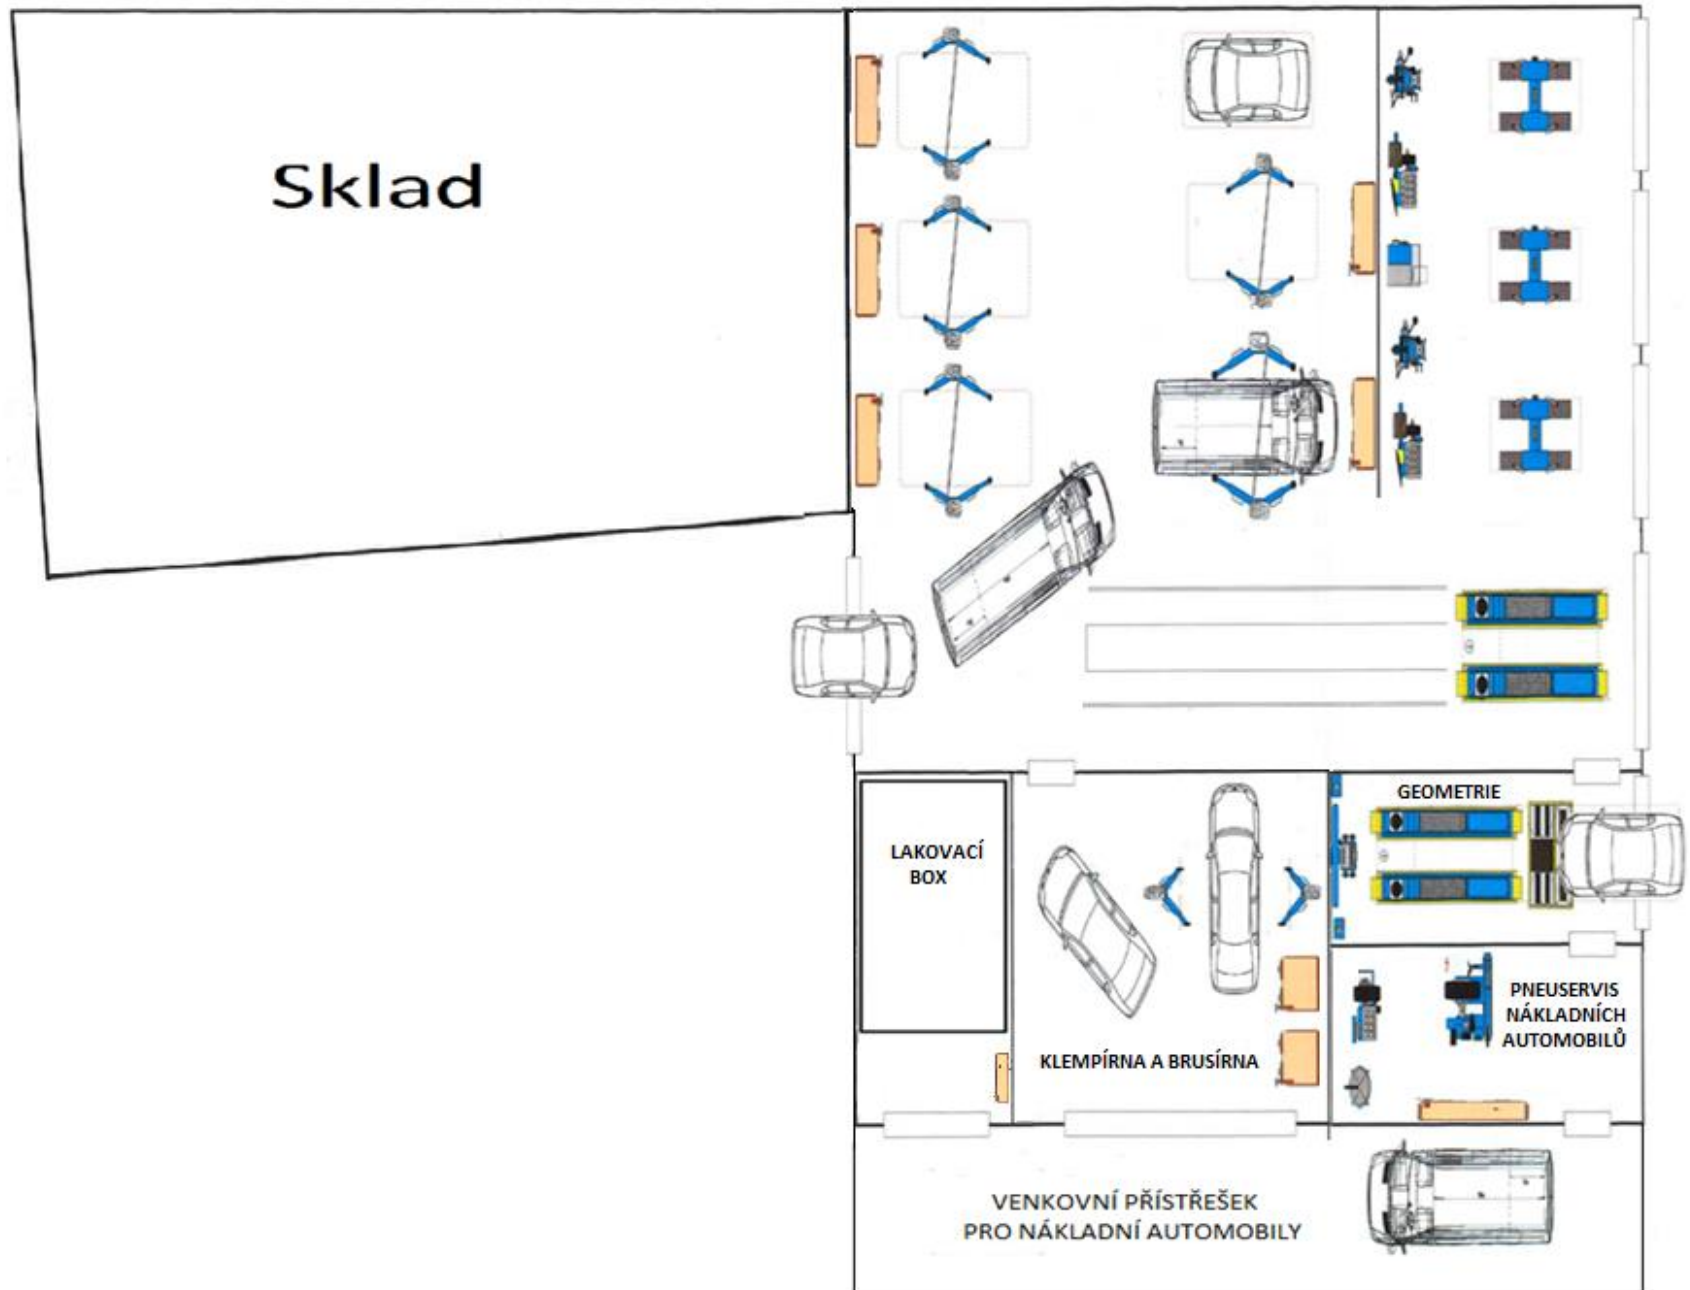 Sklad
GEOMETRIE
LAKOVACÍ
BOX
PNEUSERVIS
NÁKLADNÍCH
AUTOMOBILŮ
KLEMPÍRNA A BRUSÍRNA
VENKOVNÍ PŘÍSTŘEŠEK
PRO NÁKLADNÍ AUTOMOBILY